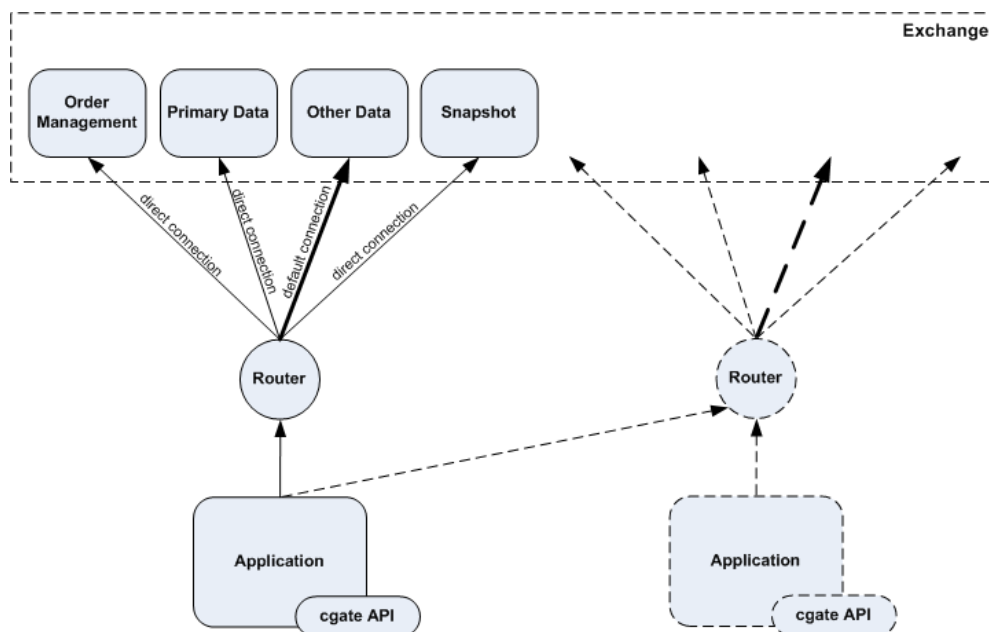 Exchange
Order
Management
Primary Data
Other Data
Snapshot
direct connection
direct connection
default connection
direct connection
Router
Router
Application
cgate API
Application
cgate API